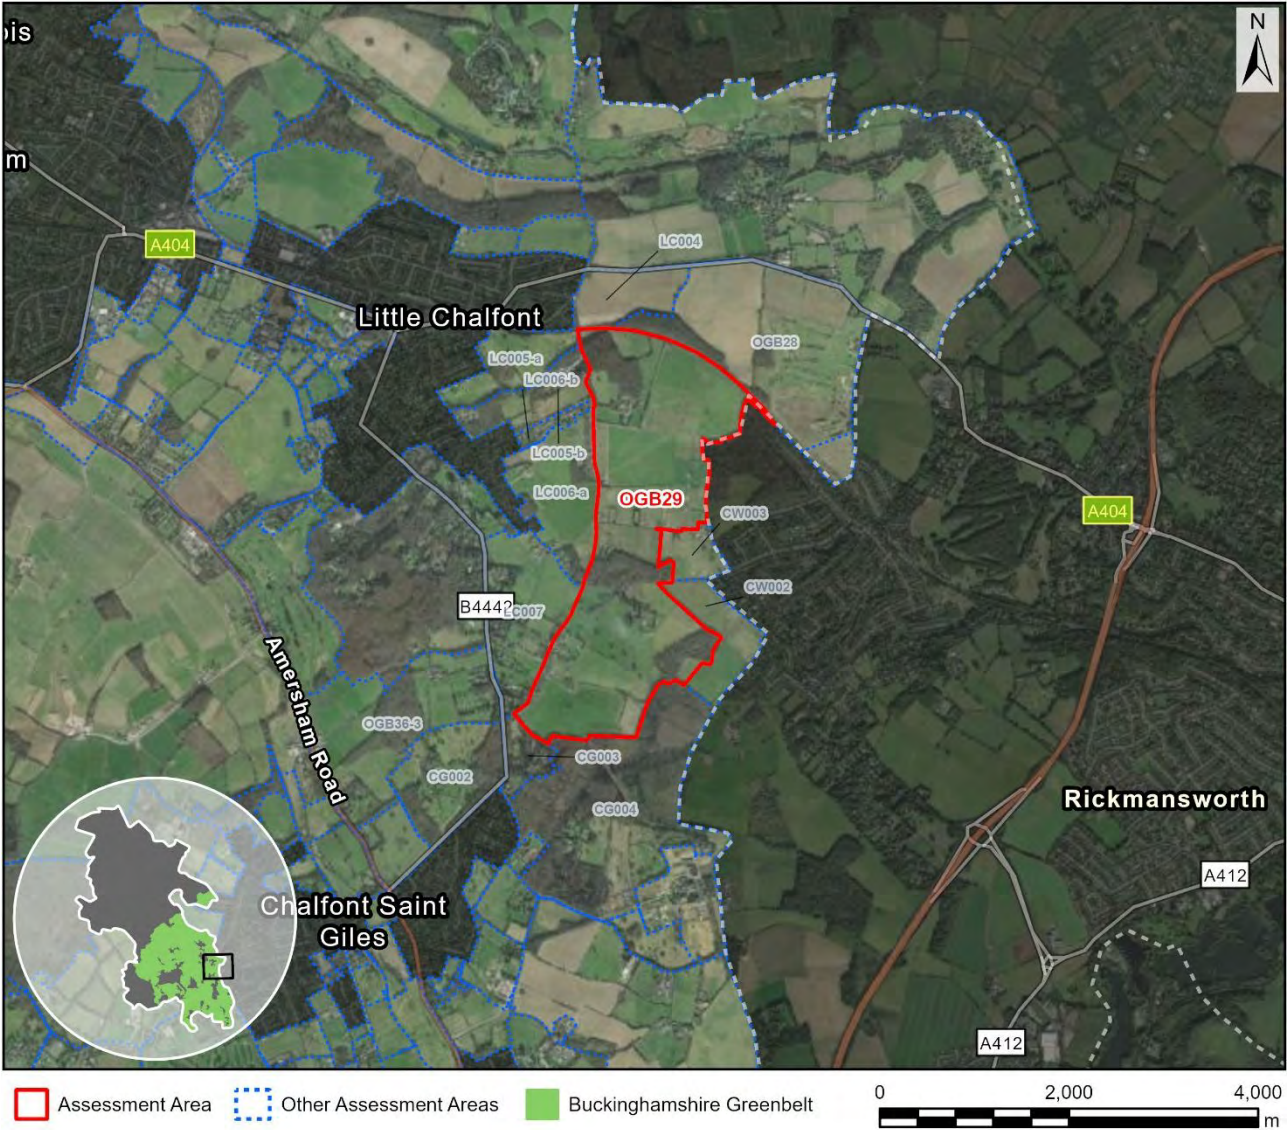 ois
N
m
A404
LC004
Little Chalfont
OGB28
LC005-a
LC006-b
LC005-b
LC006-a
OGB29
CW003
A404
CW002
B4442
LC007
Amersham Road
OGB36-3
CG003
CG002
CG004
Rickmansworth
A412
Chalfont Saint
Giles
A412
Assessment Area
Other Assessment Areas
Buckinghamshire Greenbelt
0 2,000 4,000
m